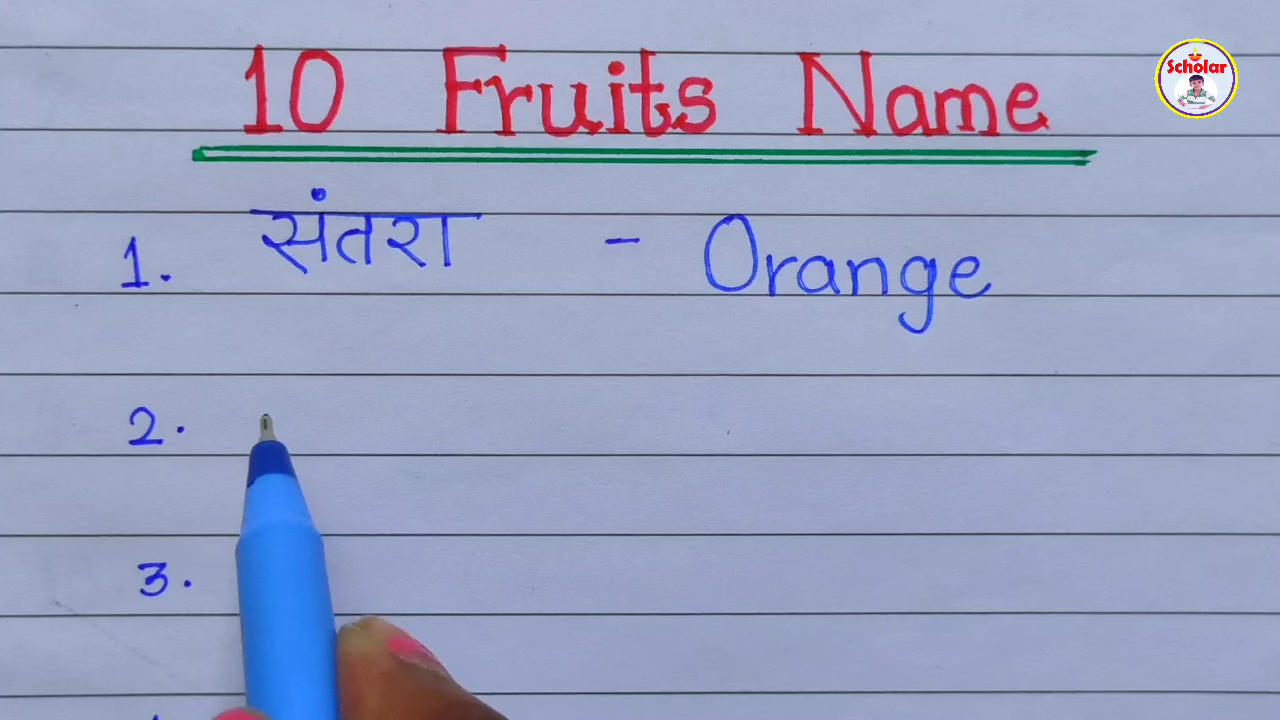 10 Fruits Name
Scholar
1. संतरा - Orange
2.
3.